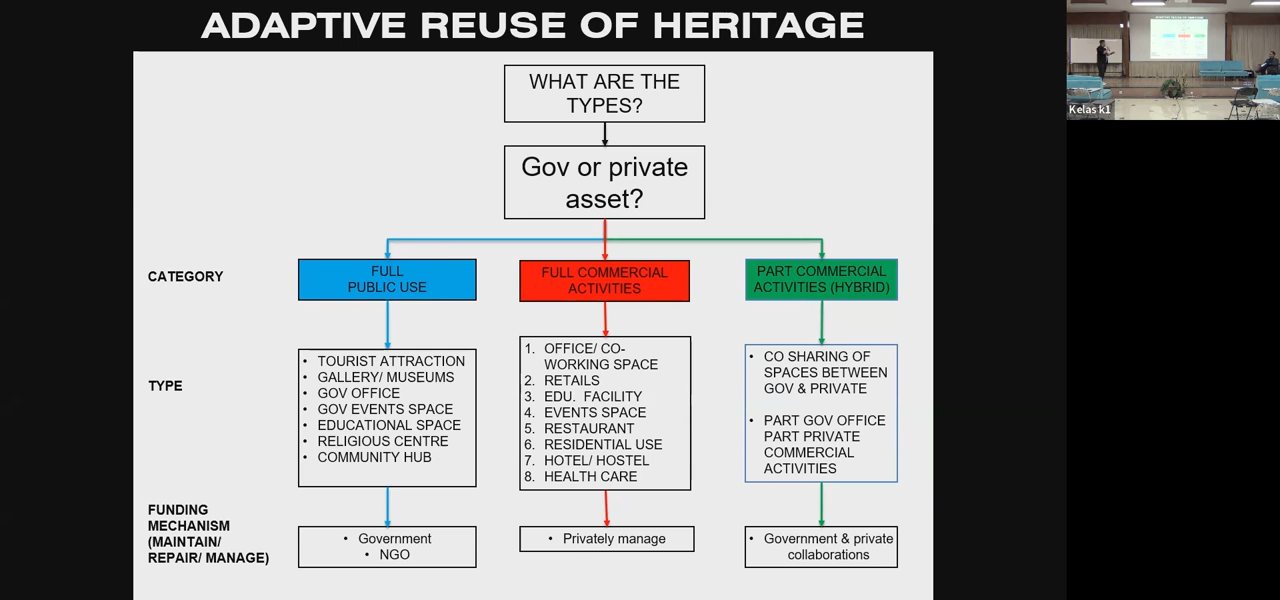 ADAPTIVE REUSE OF HERITAGE
WHAT ARE THE
TYPES?
Gov or private
asset?
CATEGORY
FULL
PUBLIC USE
FULL COMMERCIAL
ACTIVITIES
PART COMMERCIAL
ACTIVITIES (HYBRID)
TYPE
• TOURIST ATTRACTION
• GALLERY/ MUSEUMS
• GOV OFFICE
• GOV EVENTS SPACE
• EDUCATIONAL SPACE
• RELIGIOUS CENTRE
• COMMUNITY HUB
1. OFFICE/ CO-
WORKING SPACE
2. RETAILS
3. EDU. FACILITY
4. EVENTS SPACE
5. RESTAURANT
6. RESIDENTIAL USE
7. HOTEL/ HOSTEL
8. HEALTH CARE
• CO SHARING OF
SPACES BETWEEN
GOV & PRIVATE
• PART GOV OFFICE
PART PRIVATE
COMMERCIAL
ACTIVITIES
FUNDING
MECHANISM
(MAINTAIN/
REPAIR/ MANAGE)
• Government
• NGO
• Privately manage
• Government & private
collaborations
Kelas k1